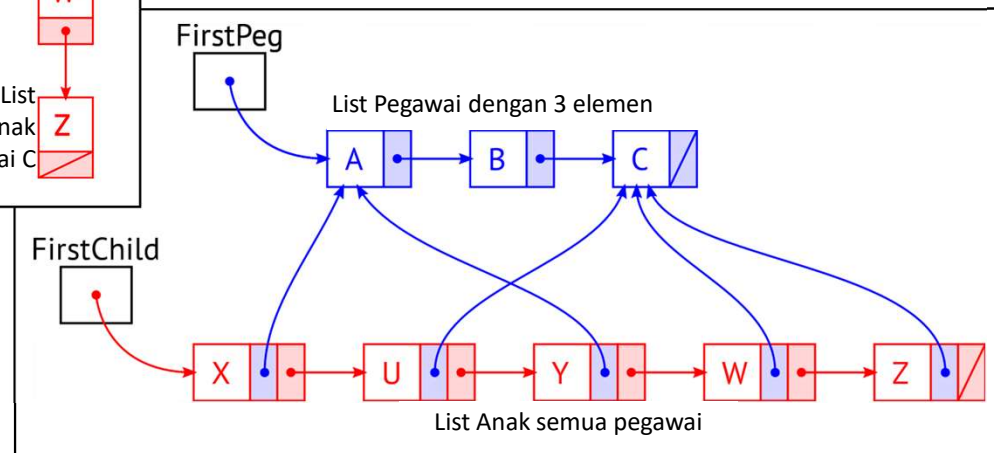 List
nak
Z
ai C
FirstPeg
List Pegawai dengan 3 elemen
A B C
FirstChild
X U Y W Z
List Anak semua pegawai